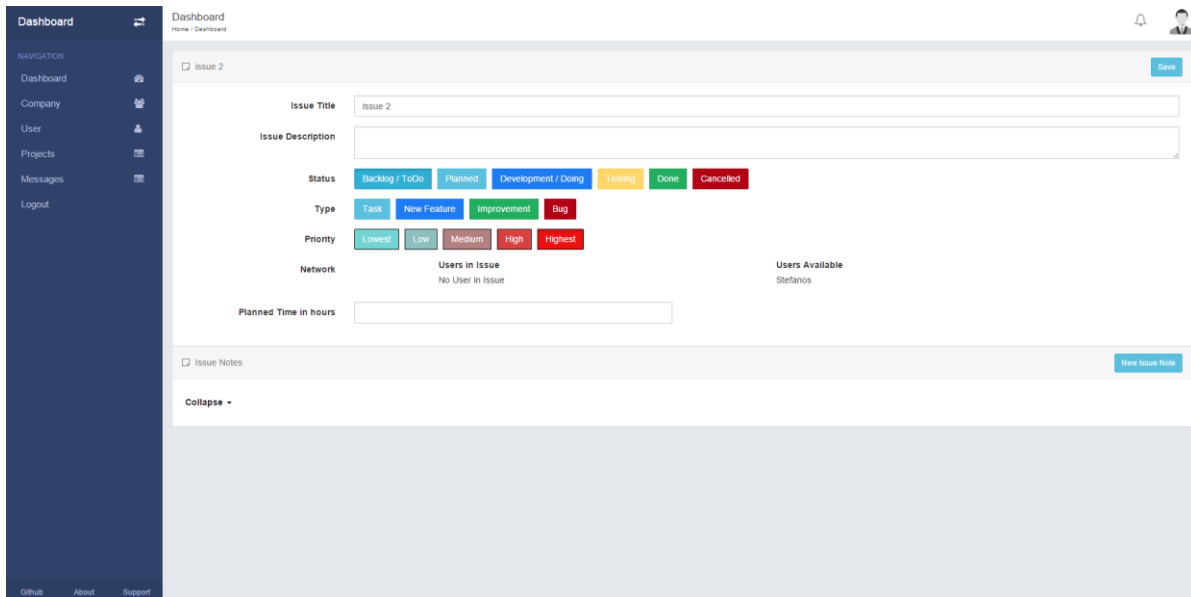 Dashboard
NAVIGATION
Dashboard
Company
User
Projects
Messages
Logout
Github About Support
Dashboard
Home / Dashboard
issue 2
Save
Issue Title
issue 2
Issue Description
Status
Backlog / ToDo Planned Development / Doing Testing Done Cancelled
Type
Task New Feature Improvement Bug
Priority
Lowest Low Medium High Highest
Network
Users in Issue
No User in Issue
Users Available
Stefanos
Planned Time in hours
Issue Notes
New Issue Note
Collapse